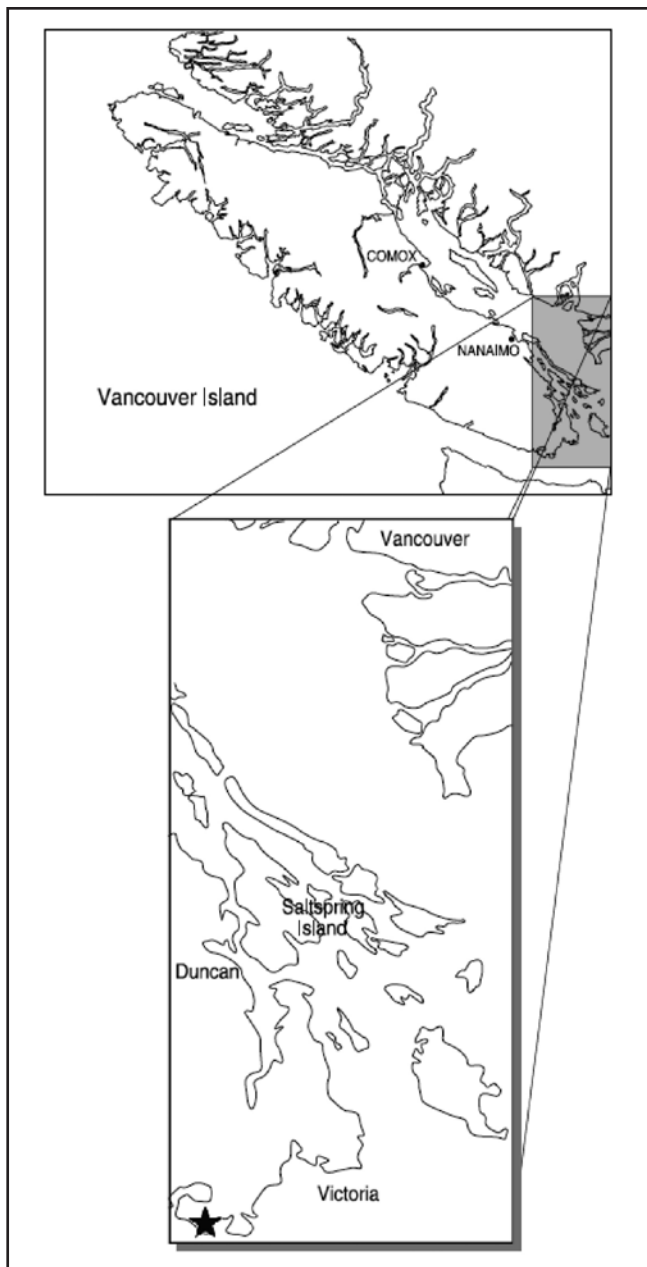 COMOX
NANAIMO
Vancouver Island
Vancouver
Saltspring
Island
Duncan
Victoria